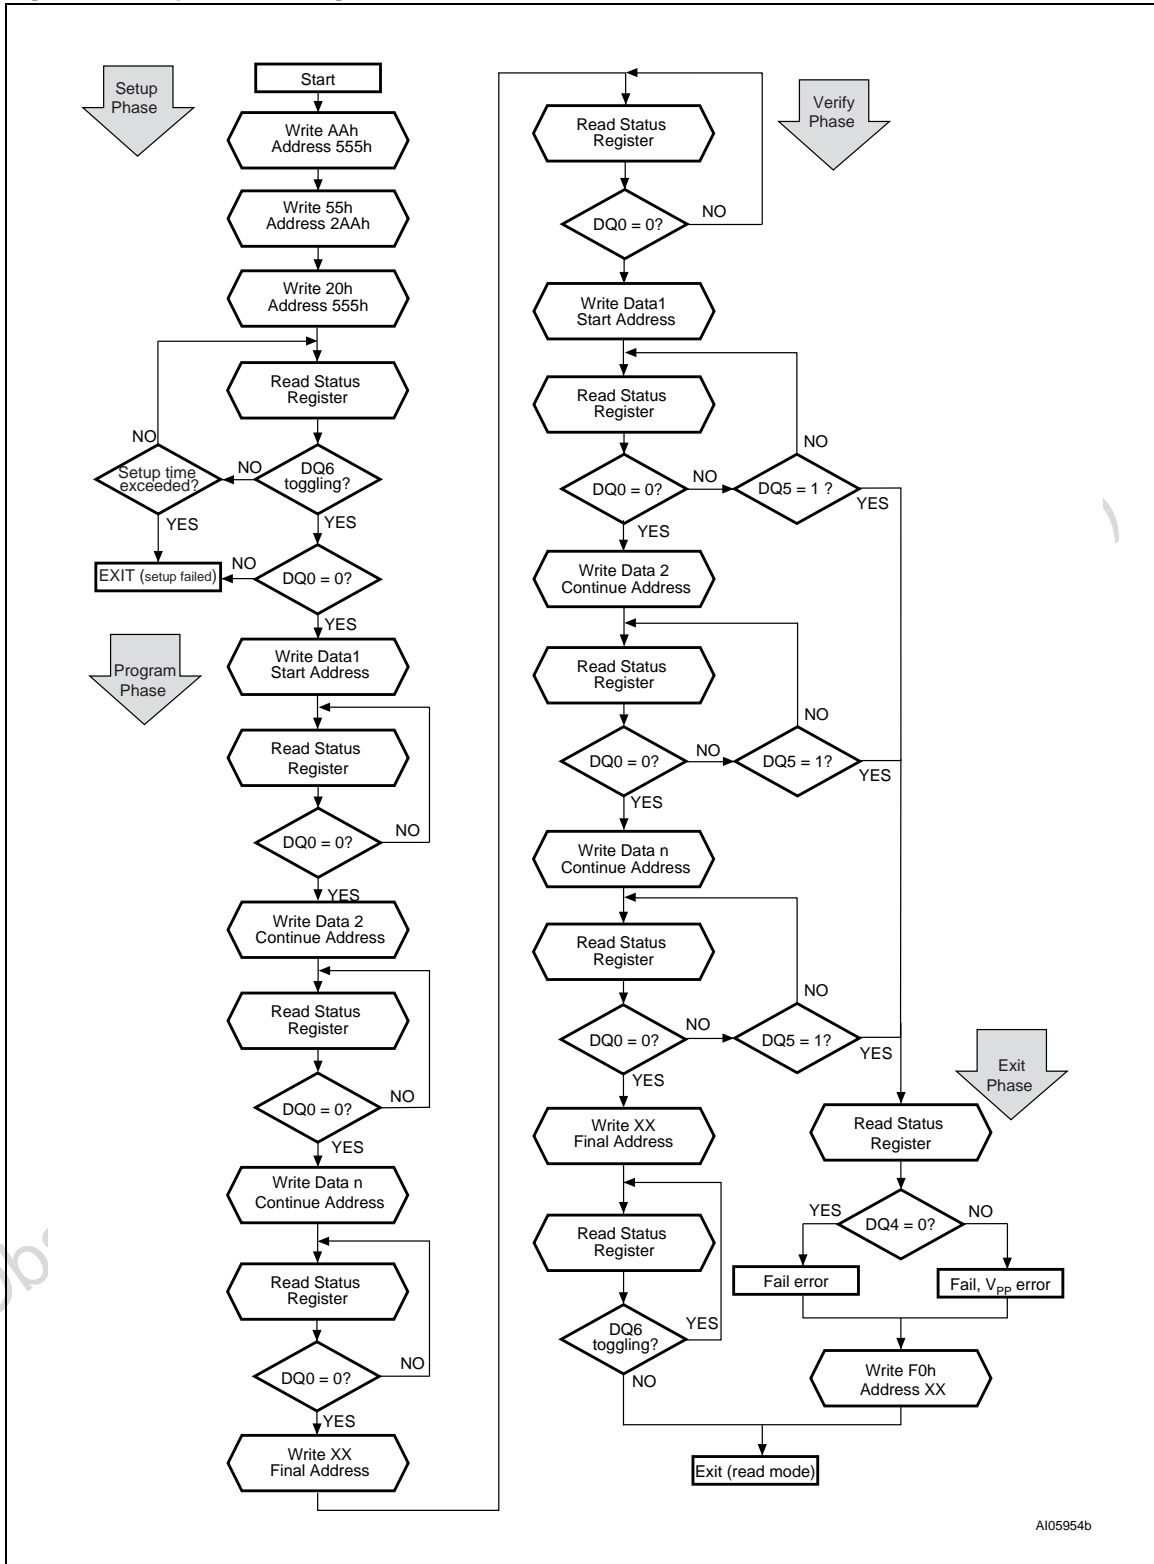 Setup
Phase
Start
Write AAh
Address 555h
Write 55h
Address 2AAh
Write 20h
Address 555h
Read Status
Register
NO
Setup time
exceeded?
NO
DQ6
toggling?
YES
YES
EXIT (setup failed)
NO
DQ0 = 0?
YES
Program
Phase
Write Data1
Start Address
Read Status
Register
DQ0 = 0?
NO
YES
Write Data 2
Continue Address
Read Status
Register
DQ0 = 0?
NO
YES
Write Data n
Continue Address
Read Status
Register
DQ0 = 0?
NO
YES
Write XX
Final Address
Verify
Phase
Read Status
Register
DQ0 = 0?
NO
Write Data1
Start Address
Read Status
Register
NO
DQ0 = 0?
NO
DQ5 = 1 ?
YES
YES
Write Data 2
Continue Address
Read Status
Register
NO
DQ0 = 0?
NO
DQ5 = 1?
YES
YES
Write Data n
Continue Address
Read Status
Register
NO
DQ0 = 0?
NO
DQ5 = 1?
YES
YES
Write XX
Final Address
Read Status
Register
DQ6
toggling?
YES
NO
Exit
Phase
Read Status
Register
YES
DQ4 = 0?
NO
Fail error
Fail, VPP error
Write F0h
Address XX
Exit (read mode)
AI05954b